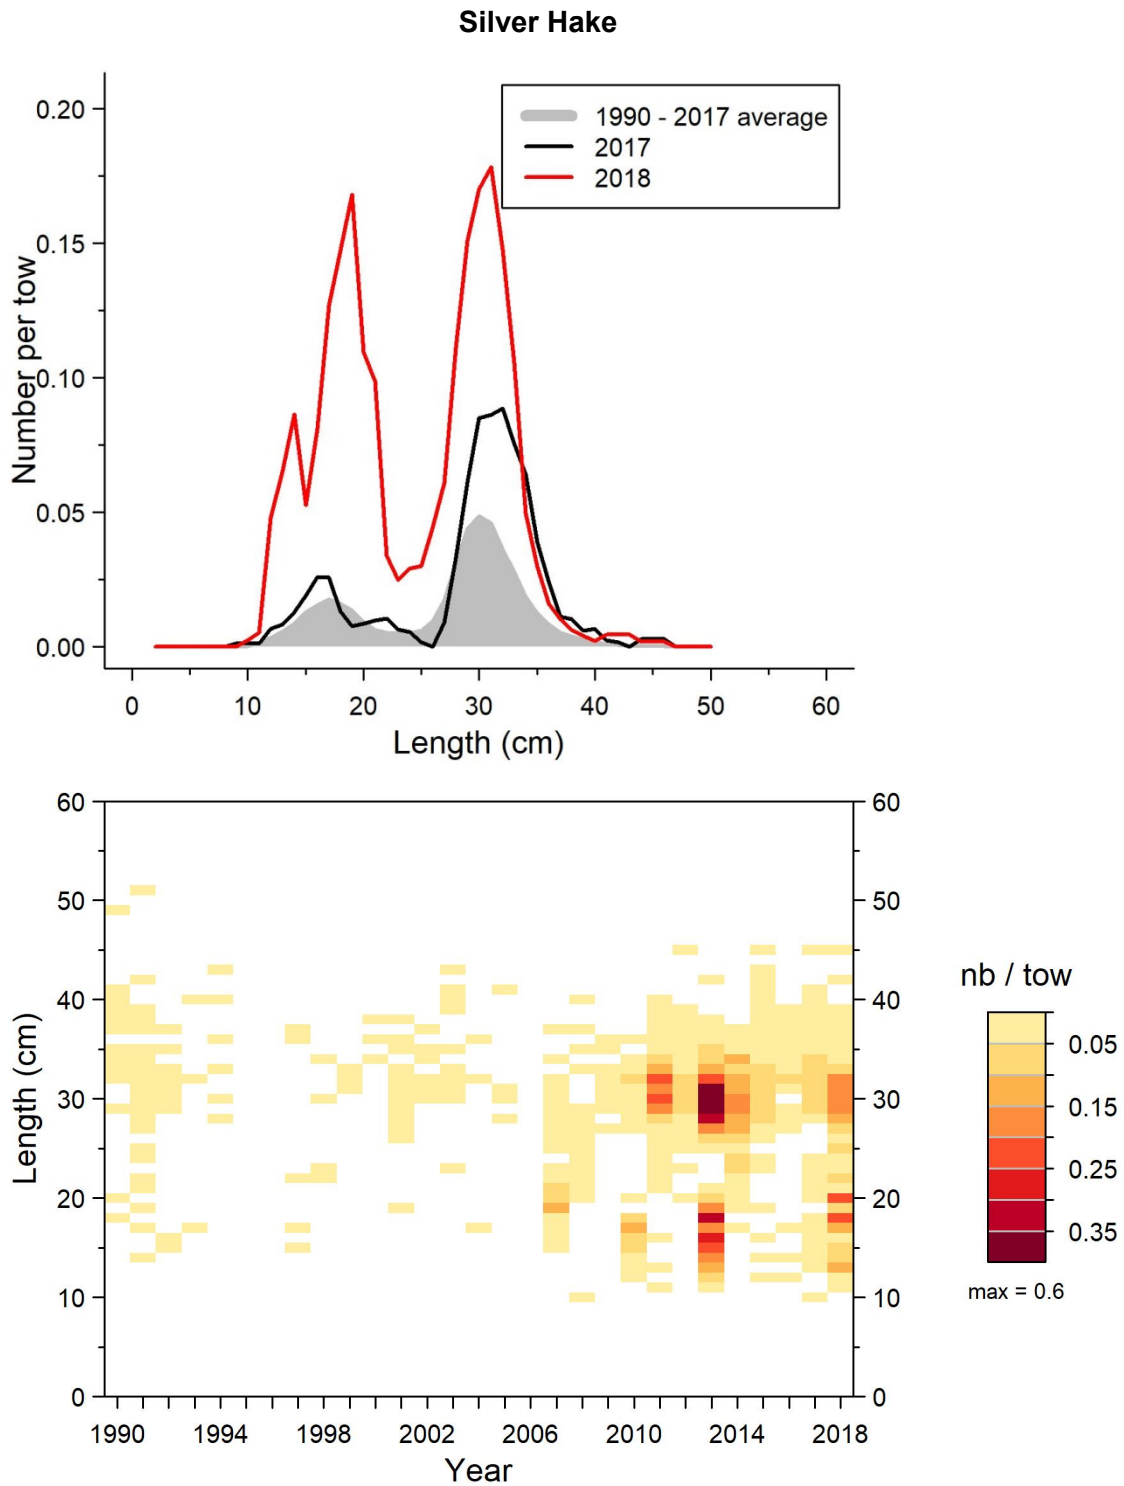 Silver Hake
1990 - 2017 average
2017
2018
Number per tow
0.20
0.15
0.10
0.05
0.00
0 10 20 30 40 50 60
Length (cm)
Length (cm)
60 60
50 50
40 40
30 30
20 20
10 10
0 0
1990 1994 1998 2002 2006 2010 2014 2018
Year
nb / tow
0.05
0.15
0.25
0.35
max = 0.6